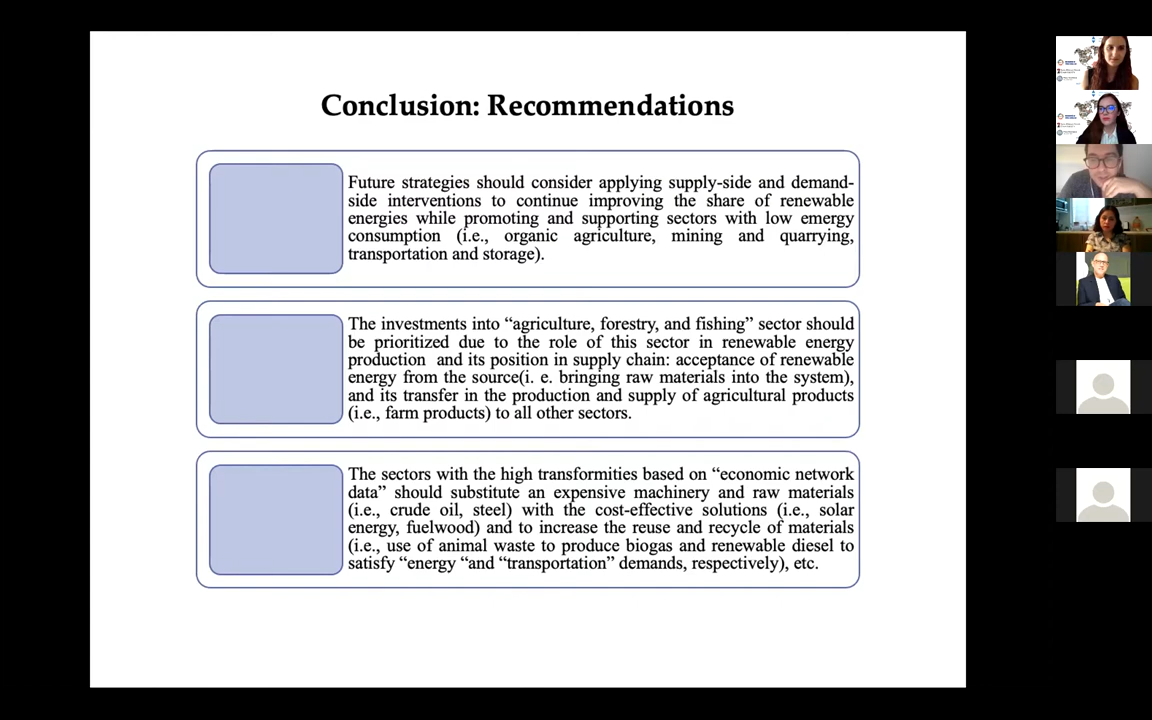 Conclusion: Recommendations
Future strategies should consider applying supply-side and demand-
side interventions to continue improving the share of renewable
energies while promoting and supporting sectors with low emergy
consumption (i.e., organic agriculture, mining and quarrying,
transportation and storage).
The investments into “agriculture, forestry, and fishing” sector should
be prioritized due to the role of this sector in renewable energy
production and its position in supply chain: acceptance of renewable
energy from the source(i. e. bringing raw materials into the system),
and its transfer in the production and supply of agricultural products
(i.e., farm products) to all other sectors.
The sectors with the high transformities based on “economic network
data” should substitute an expensive machinery and raw materials
(i.e., crude oil, steel) with the cost-effective solutions (i.e., solar
energy, fuelwood) and to increase the reuse and recycle of materials
(i.e., use of animal waste to produce biogas and renewable diesel to
satisfy “energy “and “transportation” demands, respectively), etc.